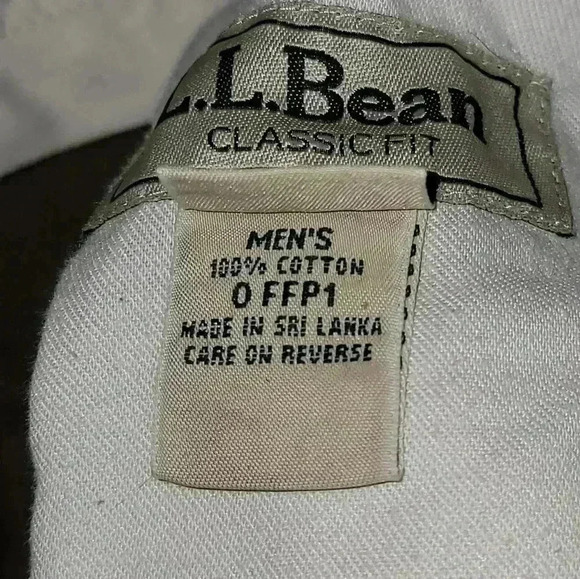 L.L.Bean
CLASSIC FIT
MEN'S
100% COTTON
0 FFP1
MADE IN SRI LANKA
CARE ON REVERSE